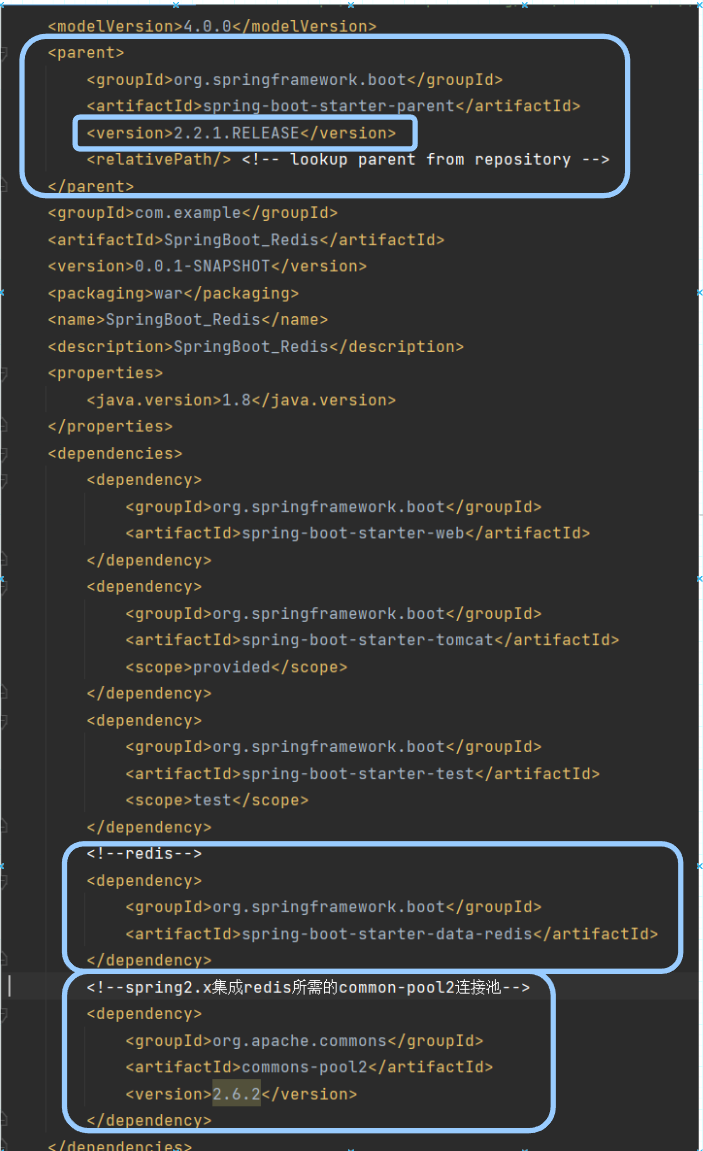 <modelVersion>4.0.0</modelVersion>
<parent>
<groupId>org.springframework.boot</groupId>
<artifactId>spring-boot-starter-parent</artifactId>
<version>2.2.1.RELEASE</version>
<relativePath/> <!-- lookup parent from repository -->
</parent>
<groupId>com.example</groupId>
<artifactId>SpringBoot_Redis</artifactId>
<version>0.0.1-SNAPSHOT</version>
<packaging>war</packaging>
<name>SpringBoot_Redis</name>
<description>SpringBoot_Redis</description>
<properties>
<java.version>1.8</java.version>
</properties>
<dependencies>
<dependency>
<groupId>org.springframework.boot</groupId>
<artifactId>spring-boot-starter-web</artifactId>
</dependency>
<dependency>
<groupId>org.springframework.boot</groupId>
<artifactId>spring-boot-starter-tomcat</artifactId>
<scope>provided</scope>
</dependency>
<dependency>
<groupId>org.springframework.boot</groupId>
<artifactId>spring-boot-starter-test</artifactId>
<scope>test</scope>
</dependency>
<!--redis-->
<dependency>
<groupId>org.springframework.boot</groupId>
<artifactId>spring-boot-starter-data-redis</artifactId>
</dependency>
<!--spring2.x集成redis所需的common-pool2连接池-->
<dependency>
<groupId>org.apache.commons</groupId>
<artifactId>commons-pool2</artifactId>
<version>2.6.2</version>
</dependency>
</dependencies>